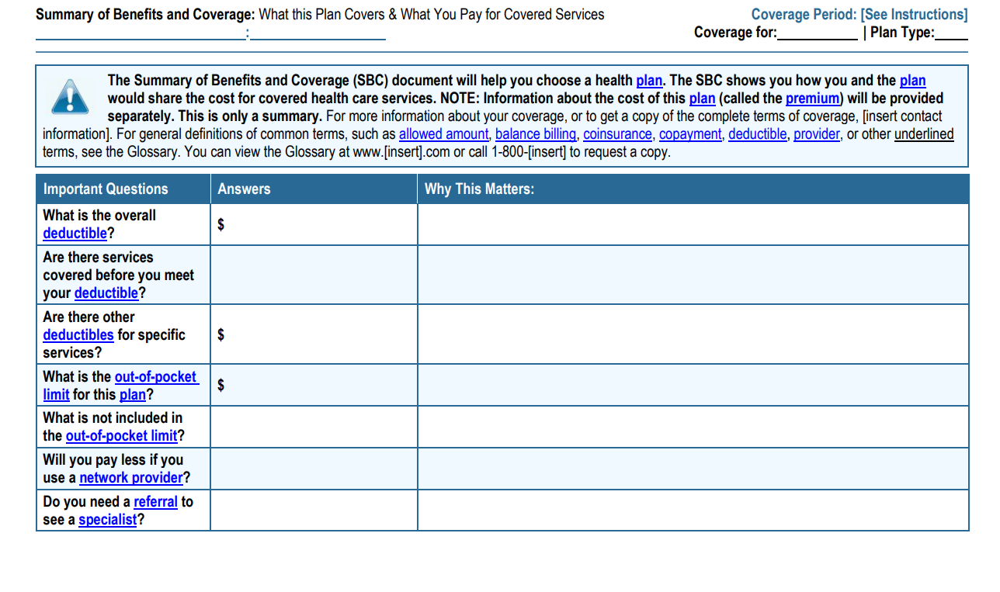 Summary of Benefits and Coverage: What this Plan Covers & What You Pay for Covered Services
Coverage Period: [See Instructions]
___________________________:_________________
Coverage for:__________ | Plan Type:____
The Summary of Benefits and Coverage (SBC) document will help you choose a health plan. The SBC shows you how you and the plan
would share the cost for covered health care services. NOTE: Information about the cost of this plan (called the premium) will be provided
separately. This is only a summary. For more information about your coverage, or to get a copy of the complete terms of coverage, [insert contact
information]. For general definitions of common terms, such as allowed amount, balance billing, coinsurance, copayment, deductible, provider, or other underlined
terms, see the Glossary. You can view the Glossary at www.[insert].com or call 1-800-[insert] to request a copy.
Important Questions
Answers
Why This Matters:
What is the overall
deductible?
$
Are there services
covered before you meet
your deductible?
Are there other
deductibles for specific
services?
$
What is the out-of-pocket
limit for this plan?
$
What is not included in
the out-of-pocket limit?
Will you pay less if you
use a network provider?
Do you need a referral to
see a specialist?